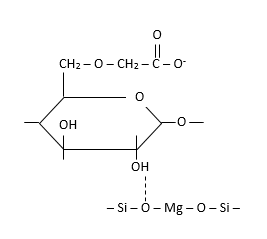 O
CH₂ – O – CH₂ – C – O⁻
O
OH
O
OH
– Si – O – Mg – O – Si –